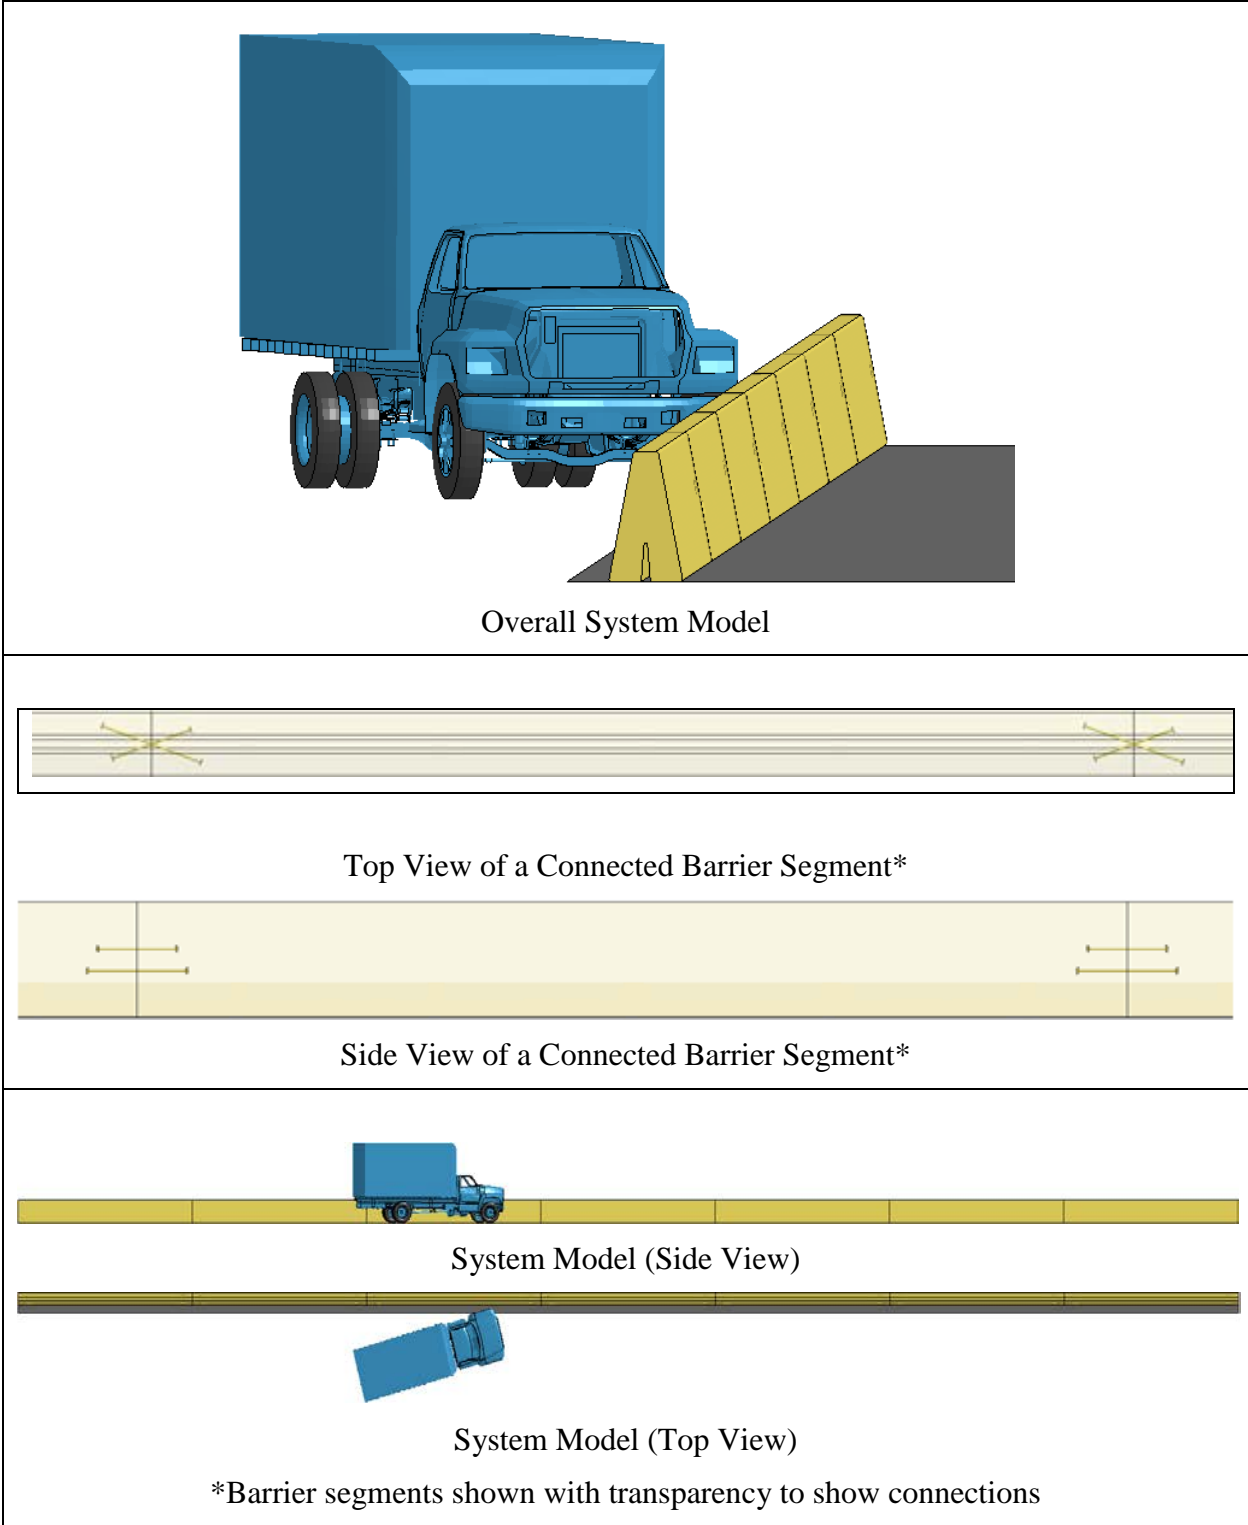 Overall System Model
Top View of a Connected Barrier Segment*
Side View of a Connected Barrier Segment*
System Model (Side View)
System Model (Top View)
*Barrier segments shown with transparency to show connections